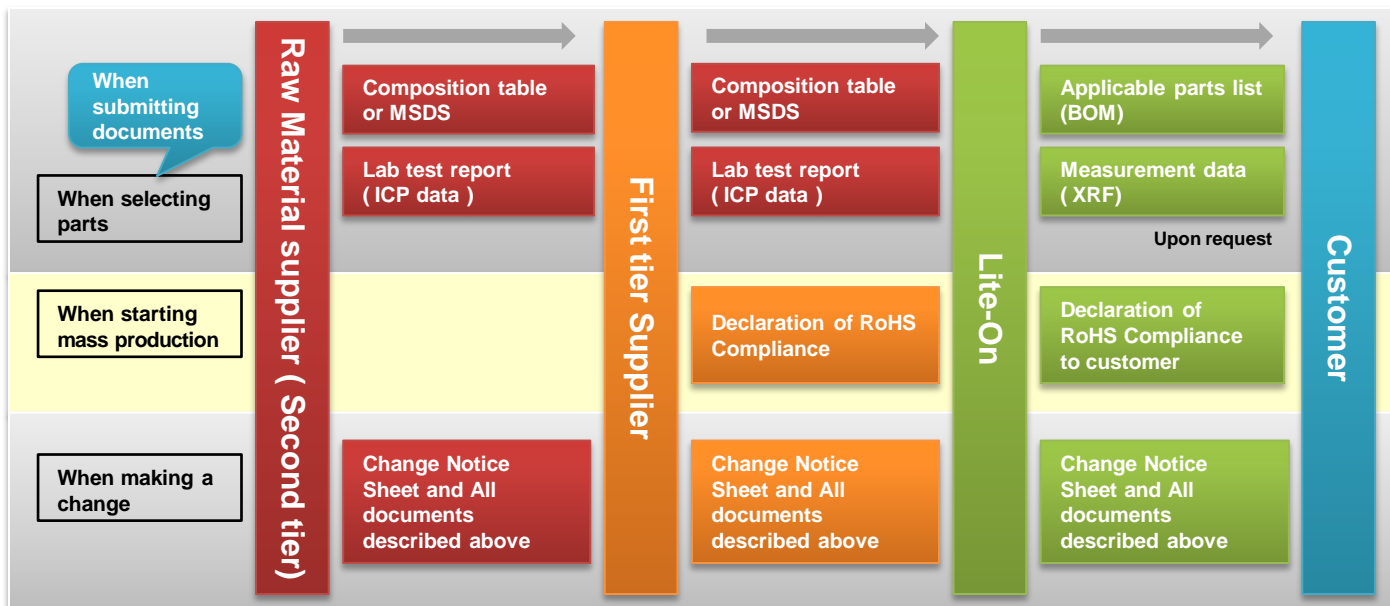 When
submitting
documents
When selecting
parts
When starting
mass production
When making a
change
Raw Material supplier ( Second tier)
Composition table
or MSDS
Lab test report
( ICP data )
Change Notice
Sheet and All
documents
described above
First tier Supplier
Composition table
or MSDS
Lab test report
( ICP data )
Declaration of RoHS
Compliance
Change Notice
Sheet and All
documents
described above
Lite-On
Applicable parts list
(BOM)
Measurement data
( XRF)
Upon request
Declaration of
RoHS Compliance
to customer
Change Notice
Sheet and All
documents
described above
Customer